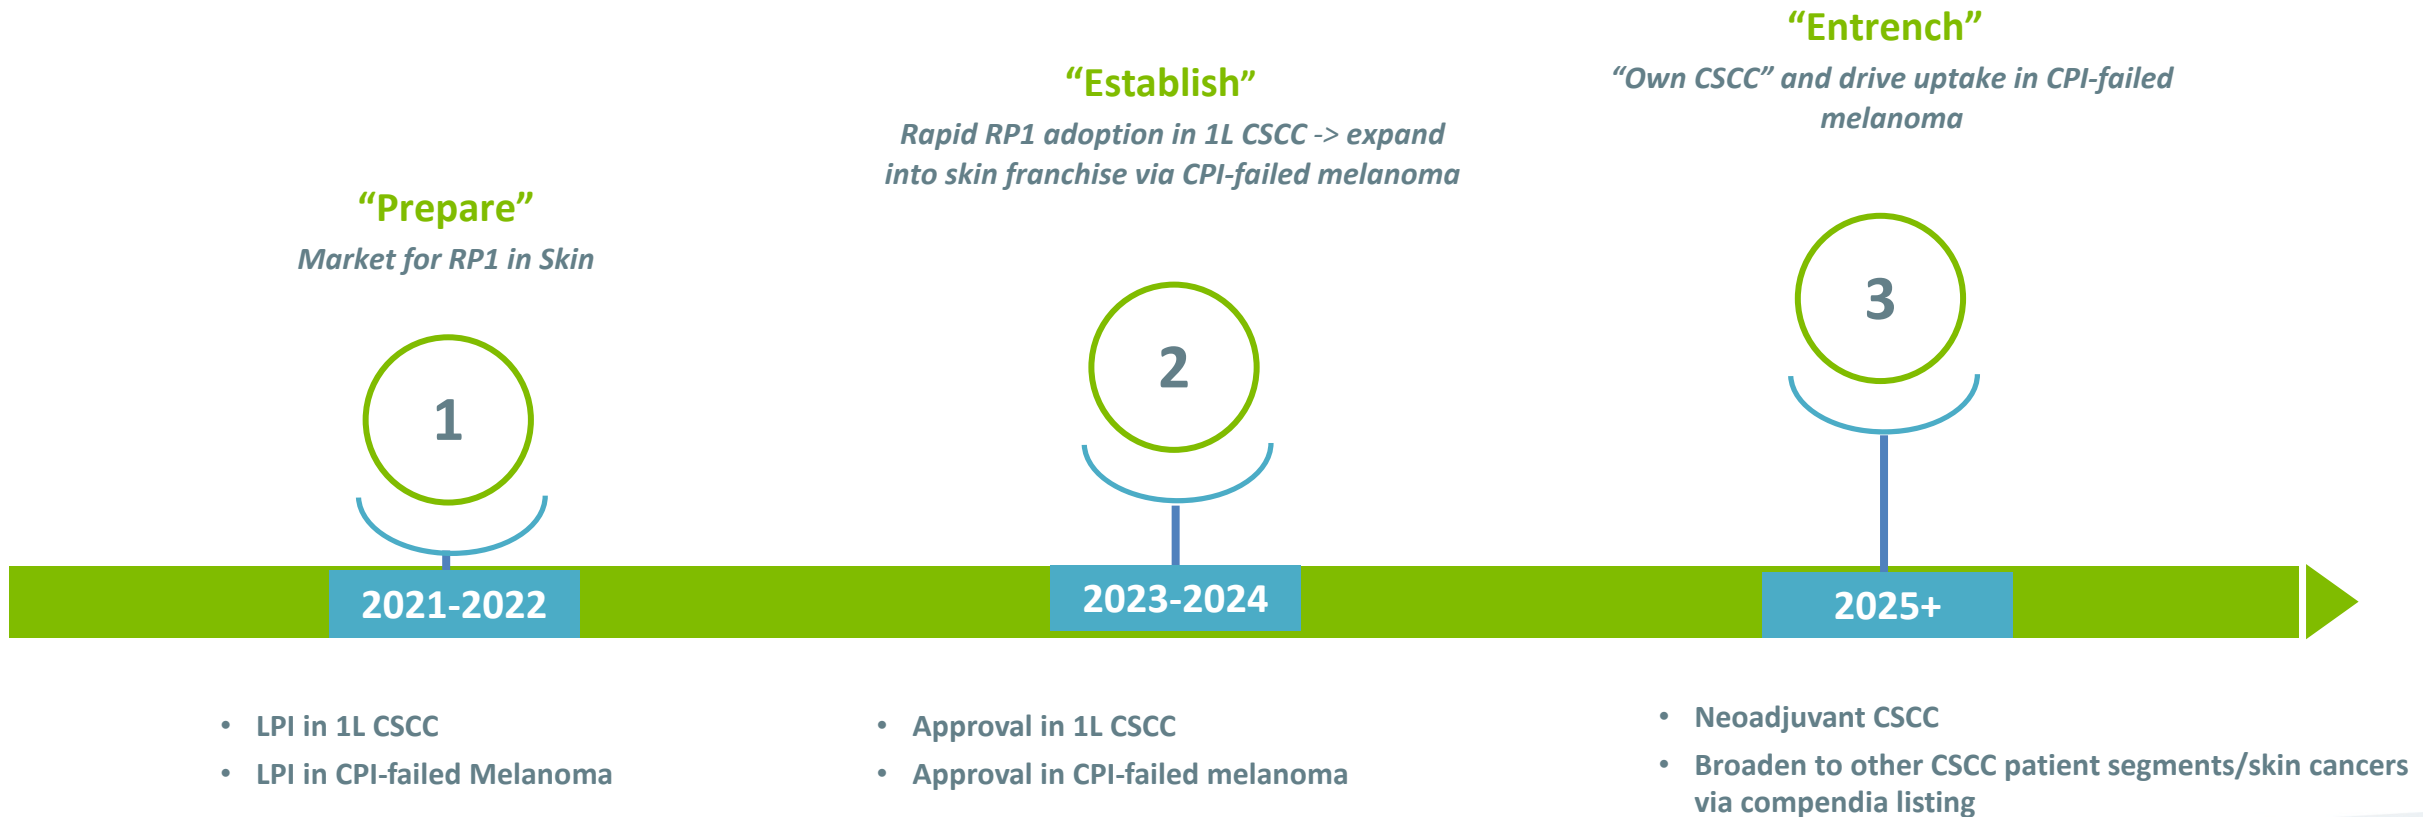 “Prepare”
Market for RP1 in Skin
1
2021-2022
• LPI in 1L CSCC
• LPI in CPI-failed Melanoma
“Establish”
Rapid RP1 adoption in 1L CSCC -> expand
into skin franchise via CPI-failed melanoma
2
2023-2024
• Approval in 1L CSCC
• Approval in CPI-failed melanoma
“Entrench”
“Own CSCC” and drive uptake in CPI-failed
melanoma
3
2025+
• Neoadjuvant CSCC
• Broaden to other CSCC patient segments/skin cancers
via compendia listing